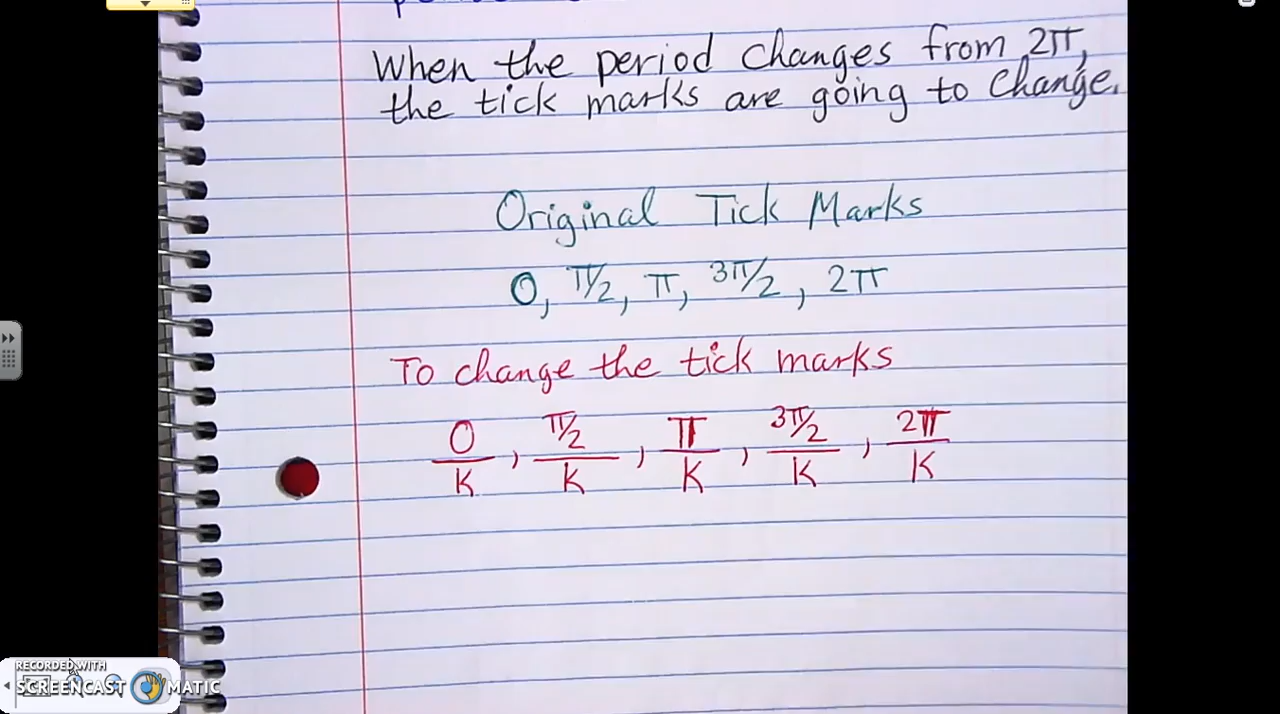 When the period changes from 2π,
the tick marks are going to change.
Original Tick Marks
0, π/2, π, 3π/2, 2π
To change the tick marks
0/K, π/2/K, π/K, 3π/2/K, 2π/K
RECORDED WITH
SCREENCAST MATIC